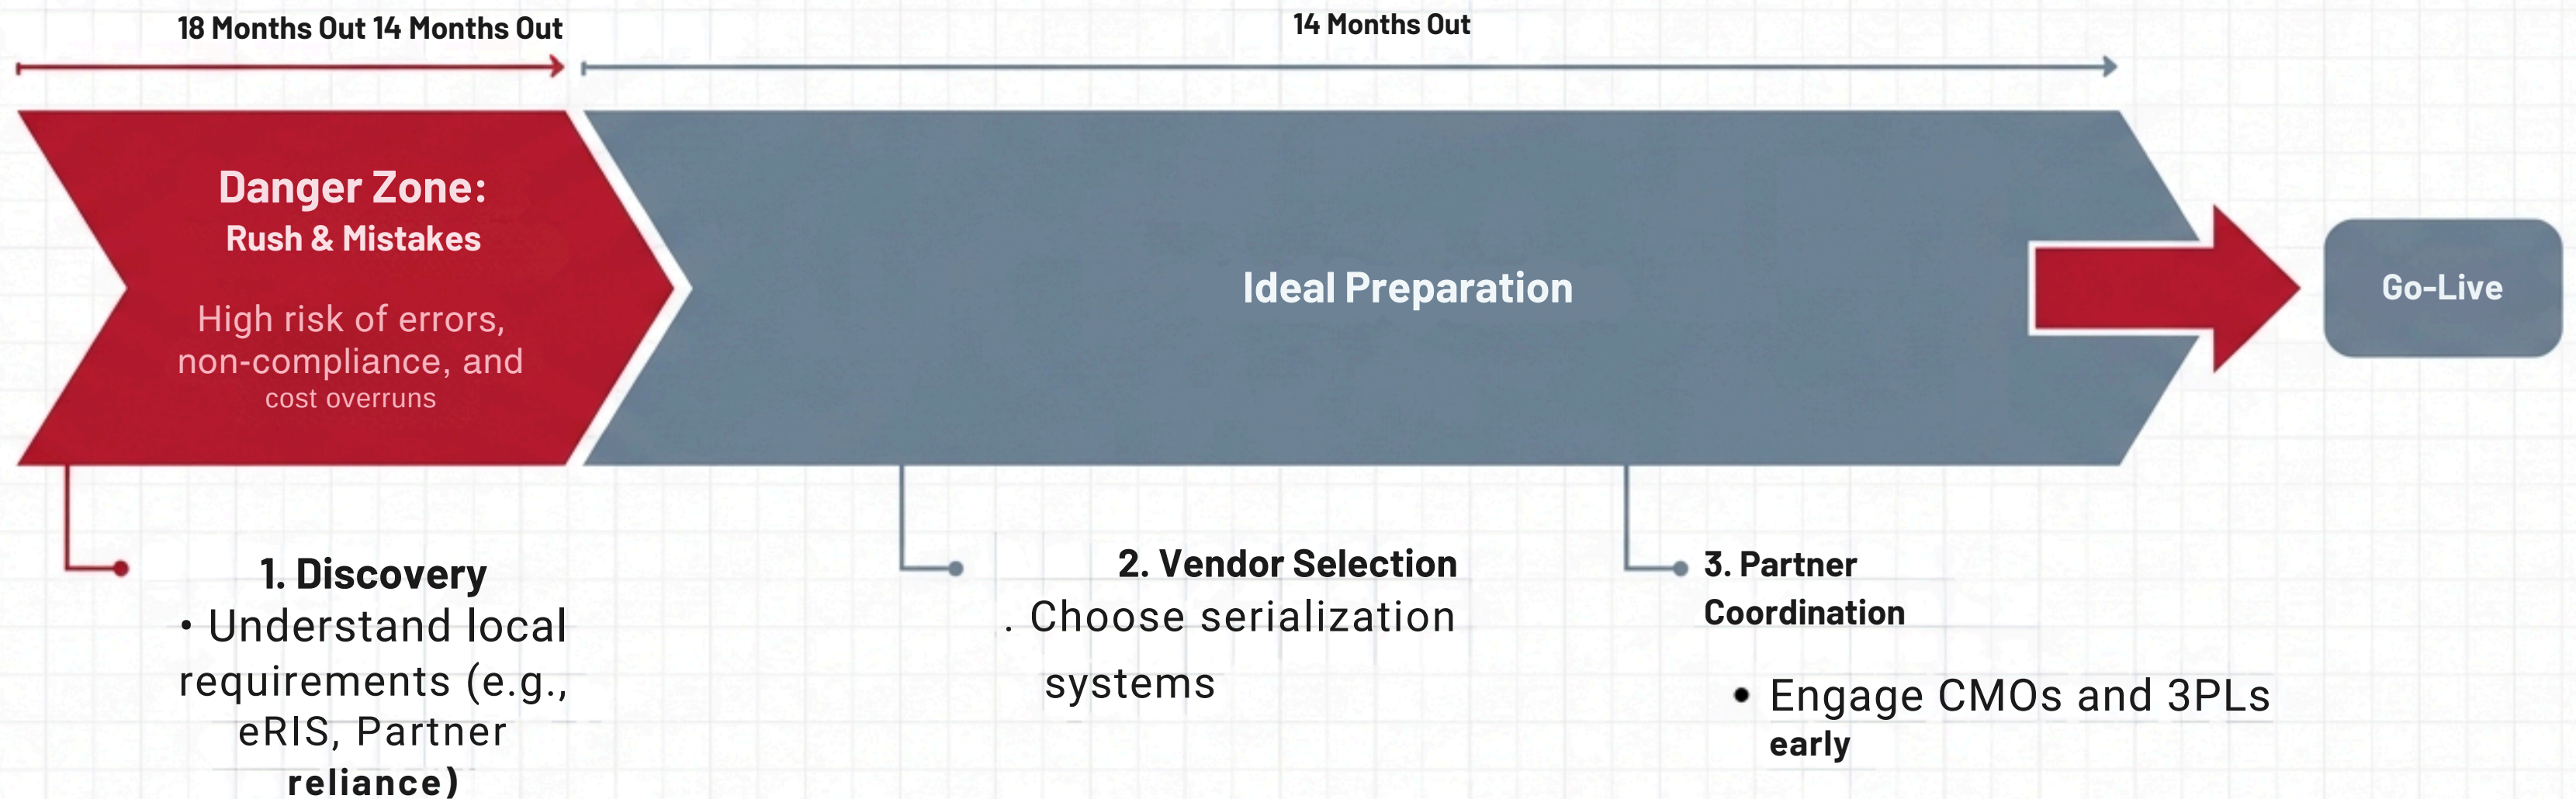 18 Months Out 14 Months Out
14 Months Out
Danger Zone:
Rush & Mistakes
High risk of errors,
non-compliance, and
cost overruns
Ideal Preparation
Go-Live
1. Discovery
• Understand local
requirements (e.g.,
eRIS, Partner
reliance)
2. Vendor Selection
. Choose serialization
systems
3. Partner
Coordination
• Engage CMOs and 3PLs
early